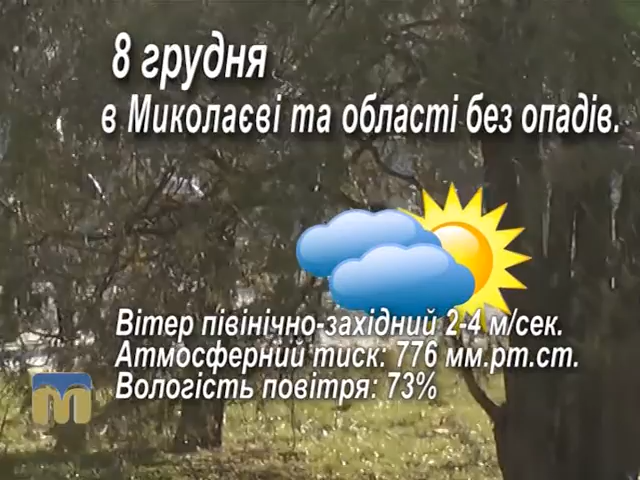 8 грудня
в Миколаєві та області без опадів.
Вітер півінічно-західний 2-4 м/сек.
Атмосферний тиск: 776 мм.рт.ст.
Вологість повітря: 73%
М